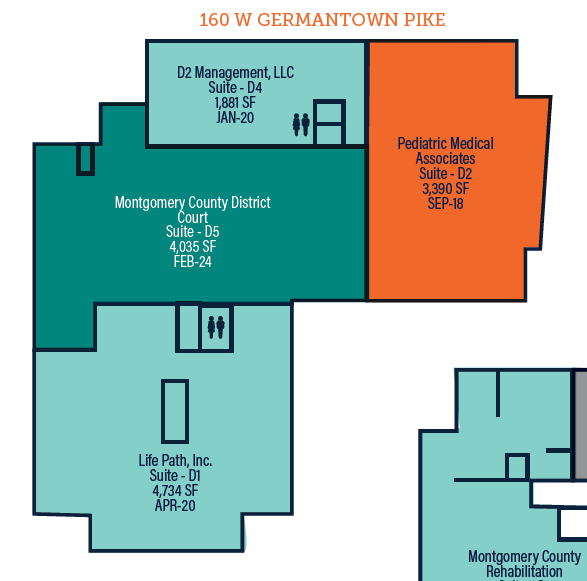 160 W GERMANTOWN PIKE
D2 Management, LLC
Suite - D4
1,881 SF
JAN-20
Pediatric Medical
Associates
Suite - D2
3,390 SF
SEP-18
Montgomery County District
Court
Suite - D5
4,035 SF
FEB-24
Life Path, Inc.
Suite - D1
4,734 SF
APR-20
Montgomery County
Rehabilitation